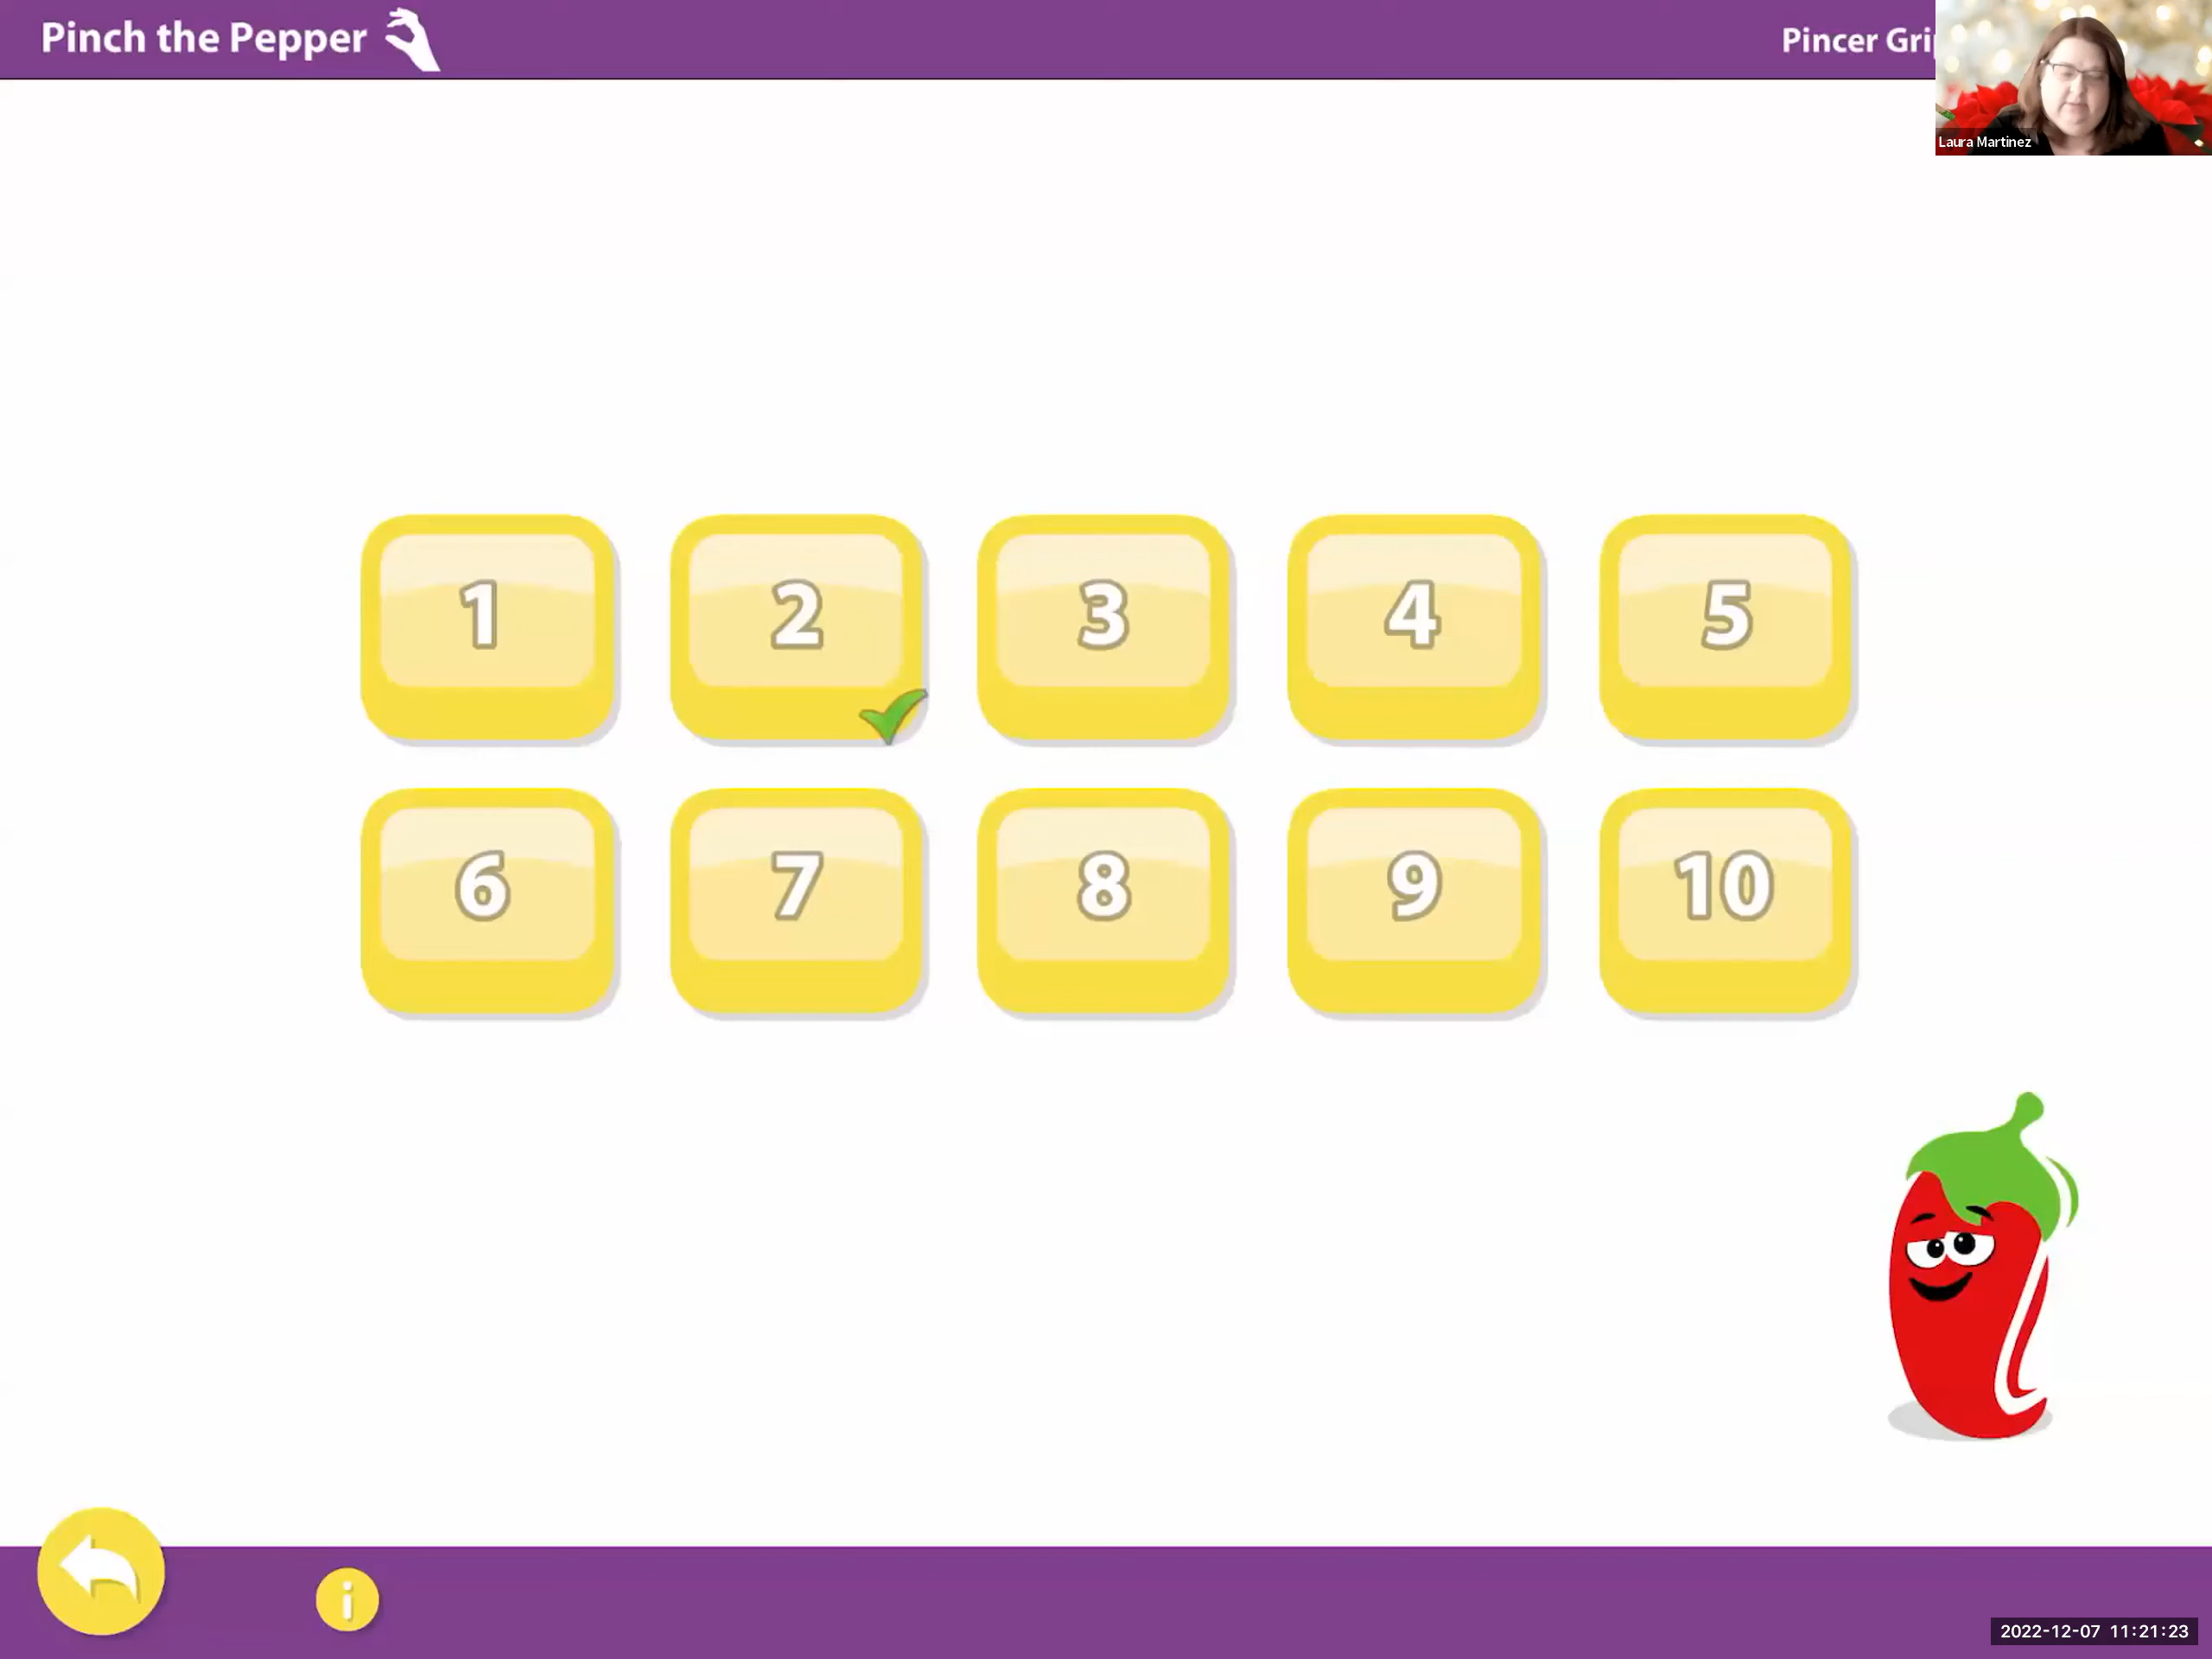 Pinch the Pepper
Pincer Gri
Laura Martinez
1 2 3 4 5
6 7 8 9 10
i
2022-12-07 11:21:23